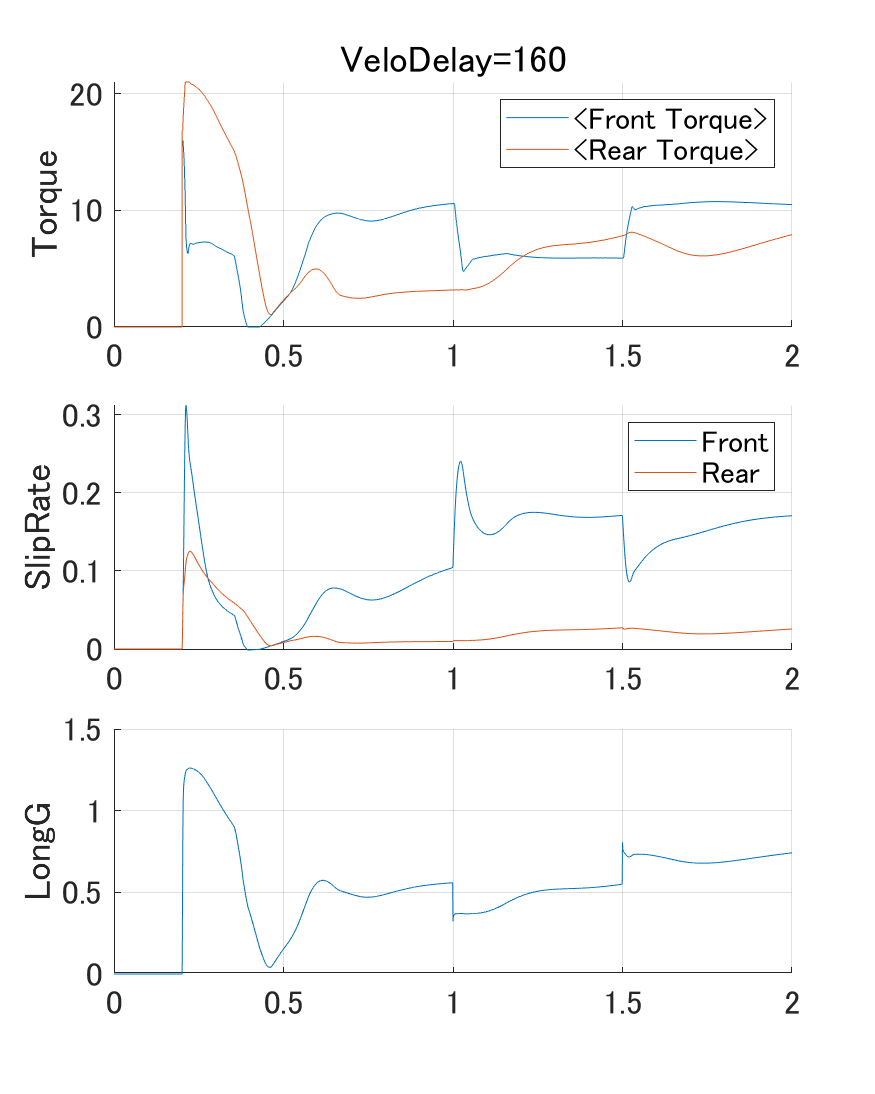 VeloDelay=160
Torque
20
10
0
<Front Torque>
<Rear Torque>
0 0.5 1 1.5 2
SlipRate
0.3
0.2
0.1
0
Front
Rear
0 0.5 1 1.5 2
LongG
1.5
1
0.5
0
0 0.5 1 1.5 2